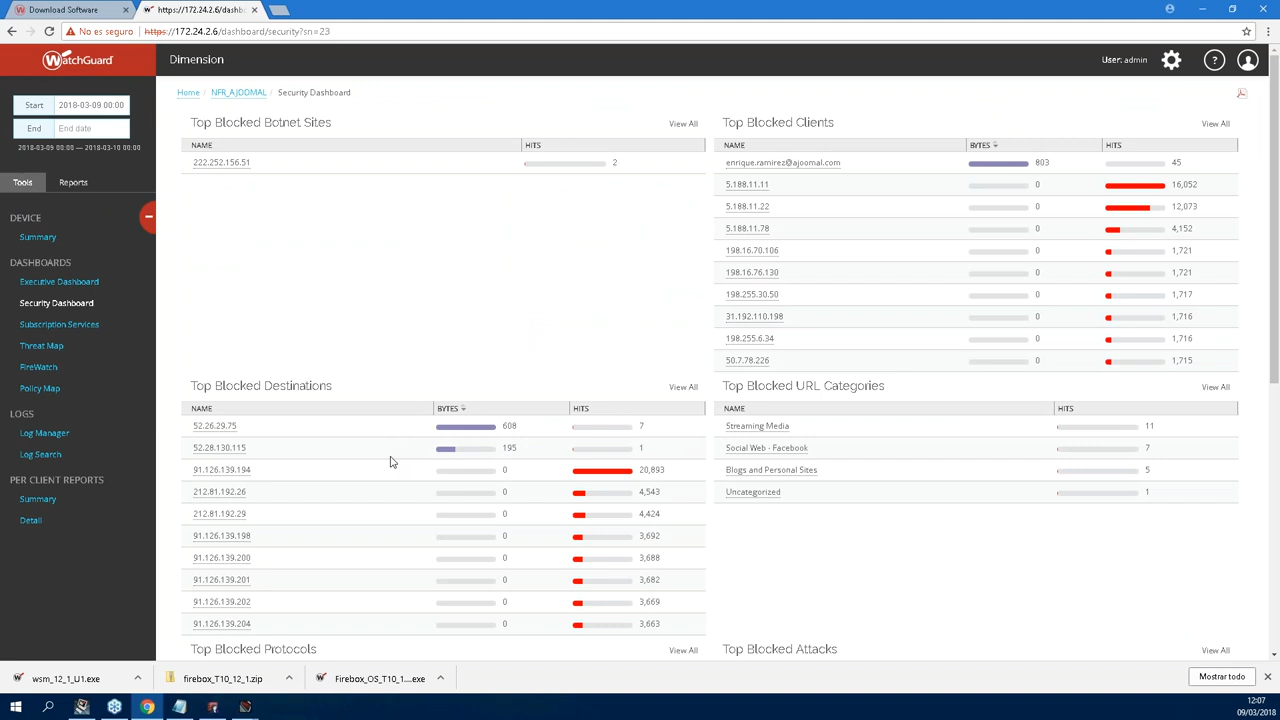 Download Software
https://172.24.2.6/dashb
No es seguro
https://172.24.2.6/dashboard/security?sn=23
WatchGuard
Dimension
User: admin
?
Start 2018-03-09 00:00
End End date
2018-03-09 00:00 — 2018-03-10 00:00
Tools Reports
DEVICE
Summary
DASHBOARDS
Executive Dashboard
Security Dashboard
Subscription Services
Threat Map
FireWatch
Policy Map
LOGS
Log Manager
Log Search
PER CLIENT REPORTS
Summary
Detail
Home NFR_AJOOMAL Security Dashboard
Top Blocked Botnet Sites View All
NAME HITS
222.252.156.51 2
Top Blocked Clients View All
NAME BYTES HITS
enrique.ramirez@ajoomal.com 803 45
5.188.11.11 0 16,052
5.188.11.22 0 12,073
5.188.11.78 0 4,152
198.16.70.106 0 1,721
198.16.76.130 0 1,721
198.255.30.50 0 1,717
31.192.110.198 0 1,716
198.255.6.34 0 1,716
50.7.78.226 0 1,715
Top Blocked Destinations View All
NAME BYTES HITS
52.26.29.75 608 7
52.28.130.115 195 1
91.126.139.194 0 20,893
212.81.192.26 0 4,543
212.81.192.29 0 4,424
91.126.139.198 0 3,692
91.126.139.200 0 3,688
91.126.139.201 0 3,682
91.126.139.202 0 3,669
91.126.139.204 0 3,663
Top Blocked URL Categories View All
NAME HITS
Streaming Media 11
Social Web - Facebook 7
Blogs and Personal Sites 5
Uncategorized 1
Top Blocked Protocols View All
Top Blocked Attacks View All
wsm_12_1_U1.exe
firebox_T10_12_1.zip
Firebox_OS_T10_1....exe
Mostrar todo
12:07
09/03/2018